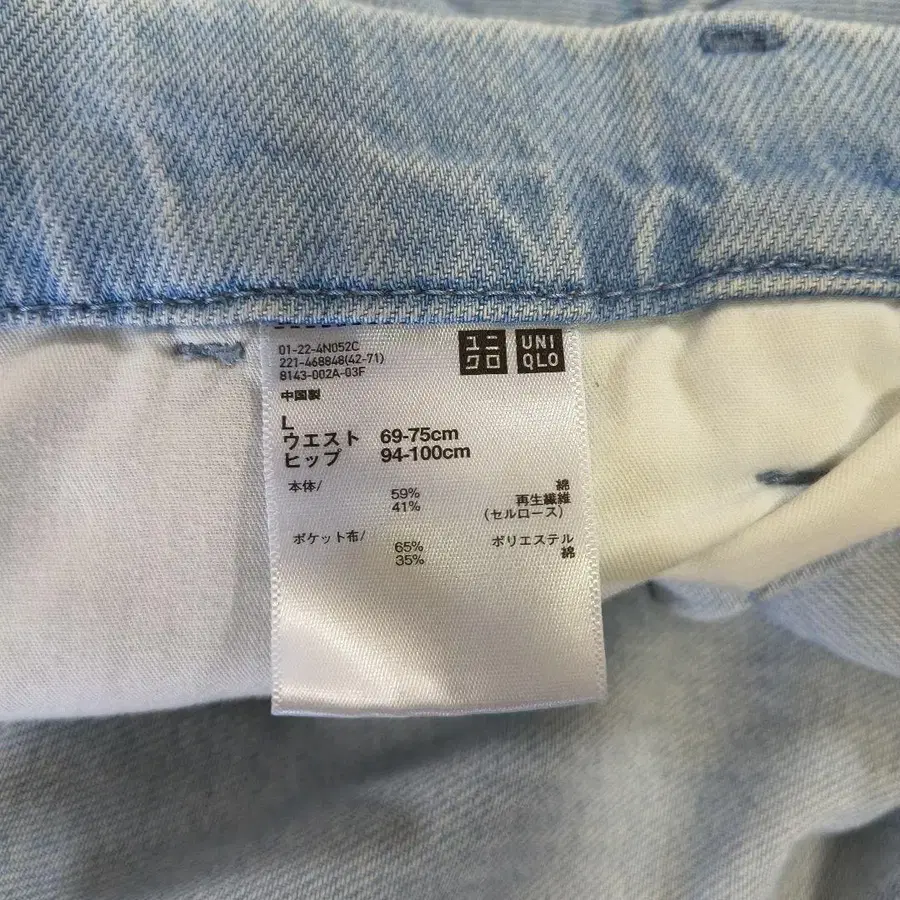 01-22-4N052C
221-468848(42-71)
8143-002A-03F
ユニクロ
UNIQLO
中国製
L
ウエスト 69-75cm
ヒップ 94-100cm
本体/
59% 綿
41% 再生繊維
(セルロース)
ポケット布/
65% ポリエステル
35% 綿